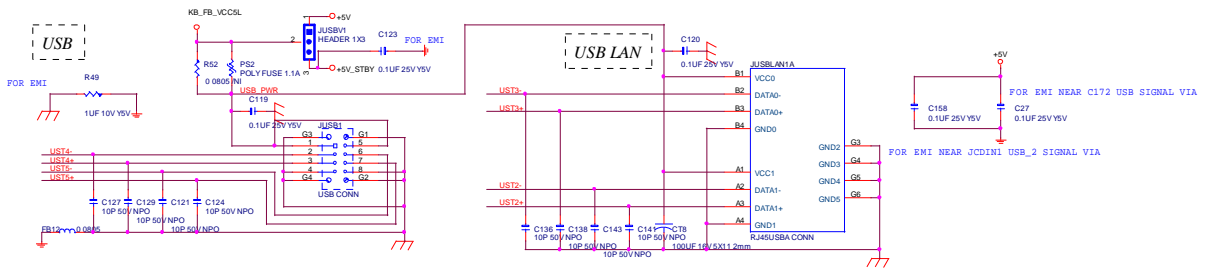 USB
FOR EMI
R49
1UF 10V Y5V
KB_FB_VCC5L
R52
0 0805 /NI
PS2
POLY FUSE 1.1A
USB_PWR
+5V
JUSBV1
HEADER 1X3
2
3
+5V_STBY
C123
0.1UF 25V Y5V
FOR EMI
C119
0.1UF 25V Y5V
JUSB1
G3
G1
1
5
2
6
3
7
4
8
G4
G2
USB CONN
UST4-
UST4+
UST5-
UST5+
C127
10P 50V NPO
C129
10P 50V NPO
C121
10P 50V NPO
C124
10P 50V NPO
FB12
0 0805
USB LAN
C120
0.1UF 25V Y5V
UST3-
UST3+
UST2-
UST2+
C136
10P 50V NPO
C138
10P 50V NPO
C143
10P 50V NPO
C141
10P 50V NPO
CT8
100UF 16V 5X11 2mm
JUSBLAN1A
B1
VCC0
B2
DATA0-
B3
DATA0+
B4
GND0
A1
VCC1
A2
DATA1-
A3
DATA1+
A4
GND1
GND2
G3
GND3
G4
GND4
G5
GND5
G6
RJ45USBA CONN
+5V
FOR EMI NEAR C172 USB SIGNAL VIA
C158
0.1UF 25V Y5V
C27
0.1UF 25V Y5V
FOR EMI NEAR JCDIN1 USB_2 SIGNAL VIA